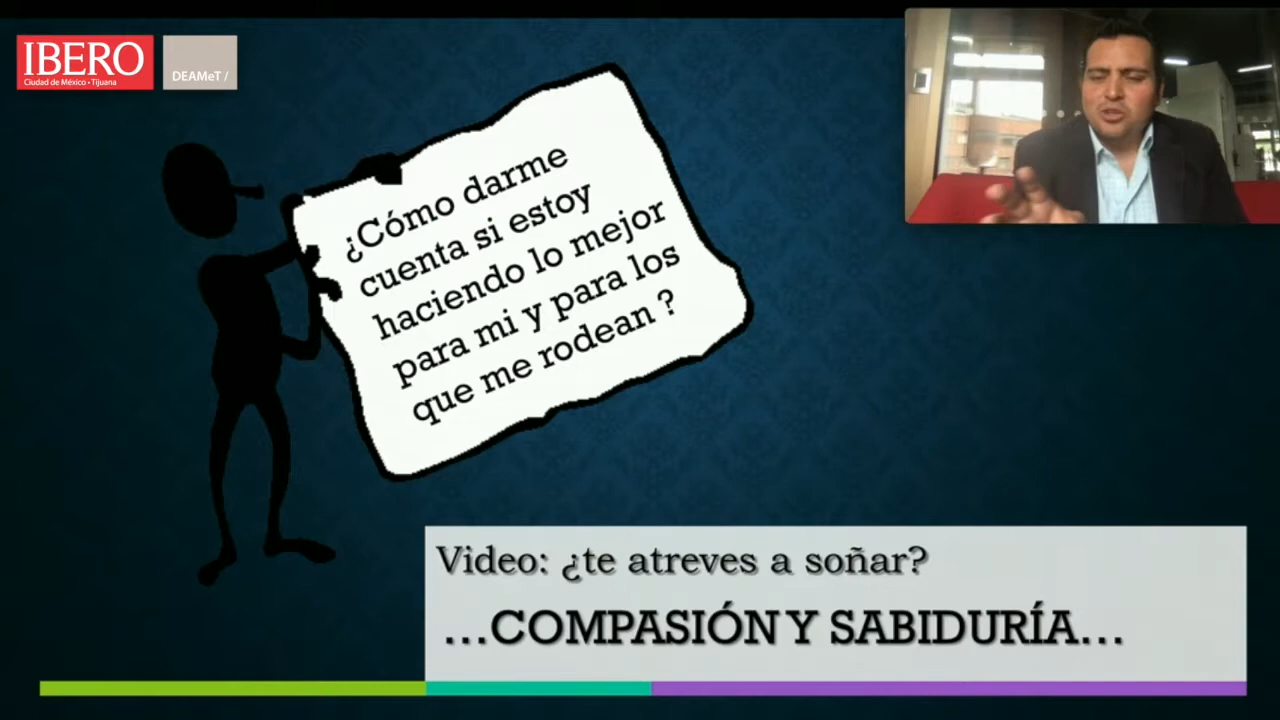 IBERO
Ciudad de México • Tijuana
DEAMeT /
¿Cómo darme
cuenta si estoy
haciendo lo mejor
para mi y para los
que me rodean ?
Video: ¿te atreves a soñar?
...COMPASIÓN Y SABIDURÍA...